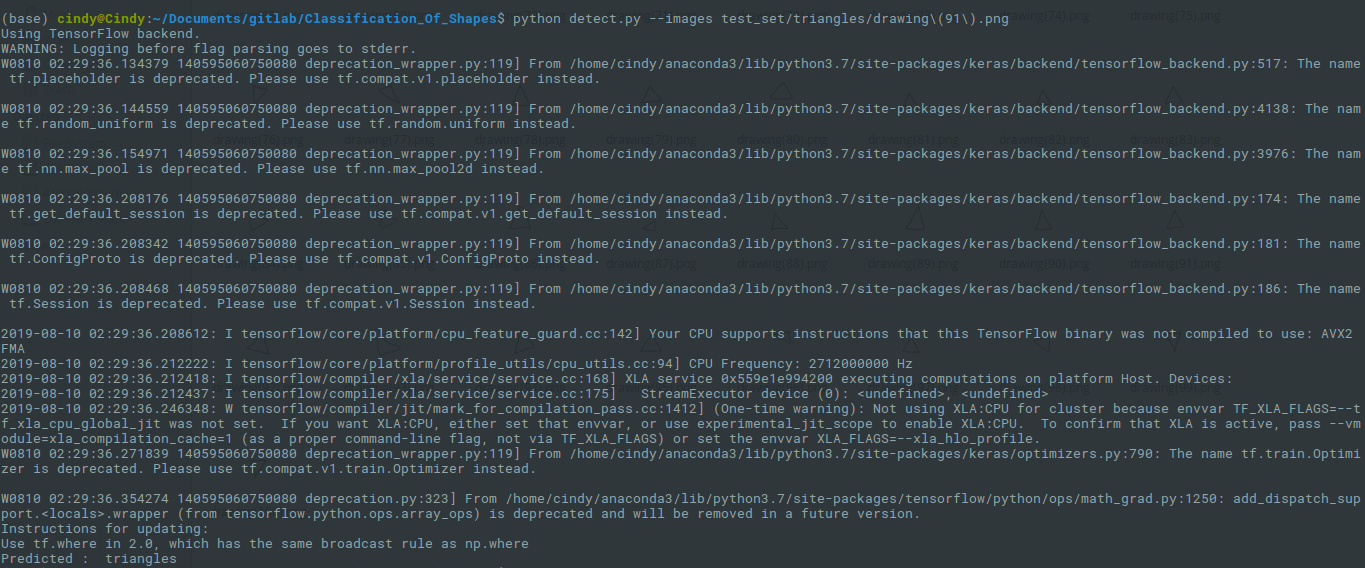 (base) cindy@Cindy:~/Documents/gitlab/Classification_Of_Shapes$ python detect.py --images test_set/triangles/drawing\(91\).png
Using TensorFlow backend.
WARNING: Logging before flag parsing goes to stderr.
W0810 02:29:36.134379 140595060750080 deprecation_wrapper.py:119] From /home/cindy/anaconda3/lib/python3.7/site-packages/keras/backend/tensorflow_backend.py:517: The name
 tf.placeholder is deprecated. Please use tf.compat.v1.placeholder instead.
W0810 02:29:36.144559 140595060750080 deprecation_wrapper.py:119] From /home/cindy/anaconda3/lib/python3.7/site-packages/keras/backend/tensorflow_backend.py:4138: The nam
e tf.random_uniform is deprecated. Please use tf.random.uniform instead.
W0810 02:29:36.154971 140595060750080 deprecation_wrapper.py:119] From /home/cindy/anaconda3/lib/python3.7/site-packages/keras/backend/tensorflow_backend.py:3976: The nam
e tf.nn.max_pool is deprecated. Please use tf.nn.max_pool2d instead.
W0810 02:29:36.208176 140595060750080 deprecation_wrapper.py:119] From /home/cindy/anaconda3/lib/python3.7/site-packages/keras/backend/tensorflow_backend.py:174: The name
 tf.get_default_session is deprecated. Please use tf.compat.v1.get_default_session instead.
W0810 02:29:36.208342 140595060750080 deprecation_wrapper.py:119] From /home/cindy/anaconda3/lib/python3.7/site-packages/keras/backend/tensorflow_backend.py:181: The name
 tf.ConfigProto is deprecated. Please use tf.compat.v1.ConfigProto instead.
W0810 02:29:36.208468 140595060750080 deprecation_wrapper.py:119] From /home/cindy/anaconda3/lib/python3.7/site-packages/keras/backend/tensorflow_backend.py:186: The name
 tf.Session is deprecated. Please use tf.compat.v1.Session instead.
2019-08-10 02:29:36.208612: I tensorflow/core/platform/cpu_feature_guard.cc:142] Your CPU supports instructions that this TensorFlow binary was not compiled to use: AVX2
FMA
2019-08-10 02:29:36.212222: I tensorflow/core/platform/profile_utils/cpu_utils.cc:94] CPU Frequency: 2712000000 Hz
2019-08-10 02:29:36.212418: I tensorflow/compiler/xla/service/service.cc:168] XLA service 0x559e1e994200 executing computations on platform Host. Devices:
2019-08-10 02:29:36.212437: I tensorflow/compiler/xla/service/service.cc:175]   StreamExecutor device (0): <undefined>, <undefined>
2019-08-10 02:29:36.246348: W tensorflow/compiler/jit/mark_for_compilation_pass.cc:1412] (One-time warning): Not using XLA:CPU for cluster because envvar TF_XLA_FLAGS=--t
f_xla_cpu_global_jit was not set.  If you want XLA:CPU, either set that envvar, or use experimental_jit_scope to enable XLA:CPU.  To confirm that XLA is active, pass --vm
odule=xla_compilation_cache=1 (as a proper command-line flag, not via TF_XLA_FLAGS) or set the envvar XLA_FLAGS=--xla_hlo_profile.
W0810 02:29:36.271839 140595060750080 deprecation_wrapper.py:119] From /home/cindy/anaconda3/lib/python3.7/site-packages/keras/optimizers.py:790: The name tf.train.Optimi
zer is deprecated. Please use tf.compat.v1.train.Optimizer instead.
W0810 02:29:36.354274 140595060750080 deprecation.py:323] From /home/cindy/anaconda3/lib/python3.7/site-packages/tensorflow/python/ops/math_grad.py:1250: add_dispatch_sup
port.<locals>.wrapper (from tensorflow.python.ops.array_ops) is deprecated and will be removed in a future version.
Instructions for updating:
Use tf.where in 2.0, which has the same broadcast rule as np.where
Predicted :  triangles